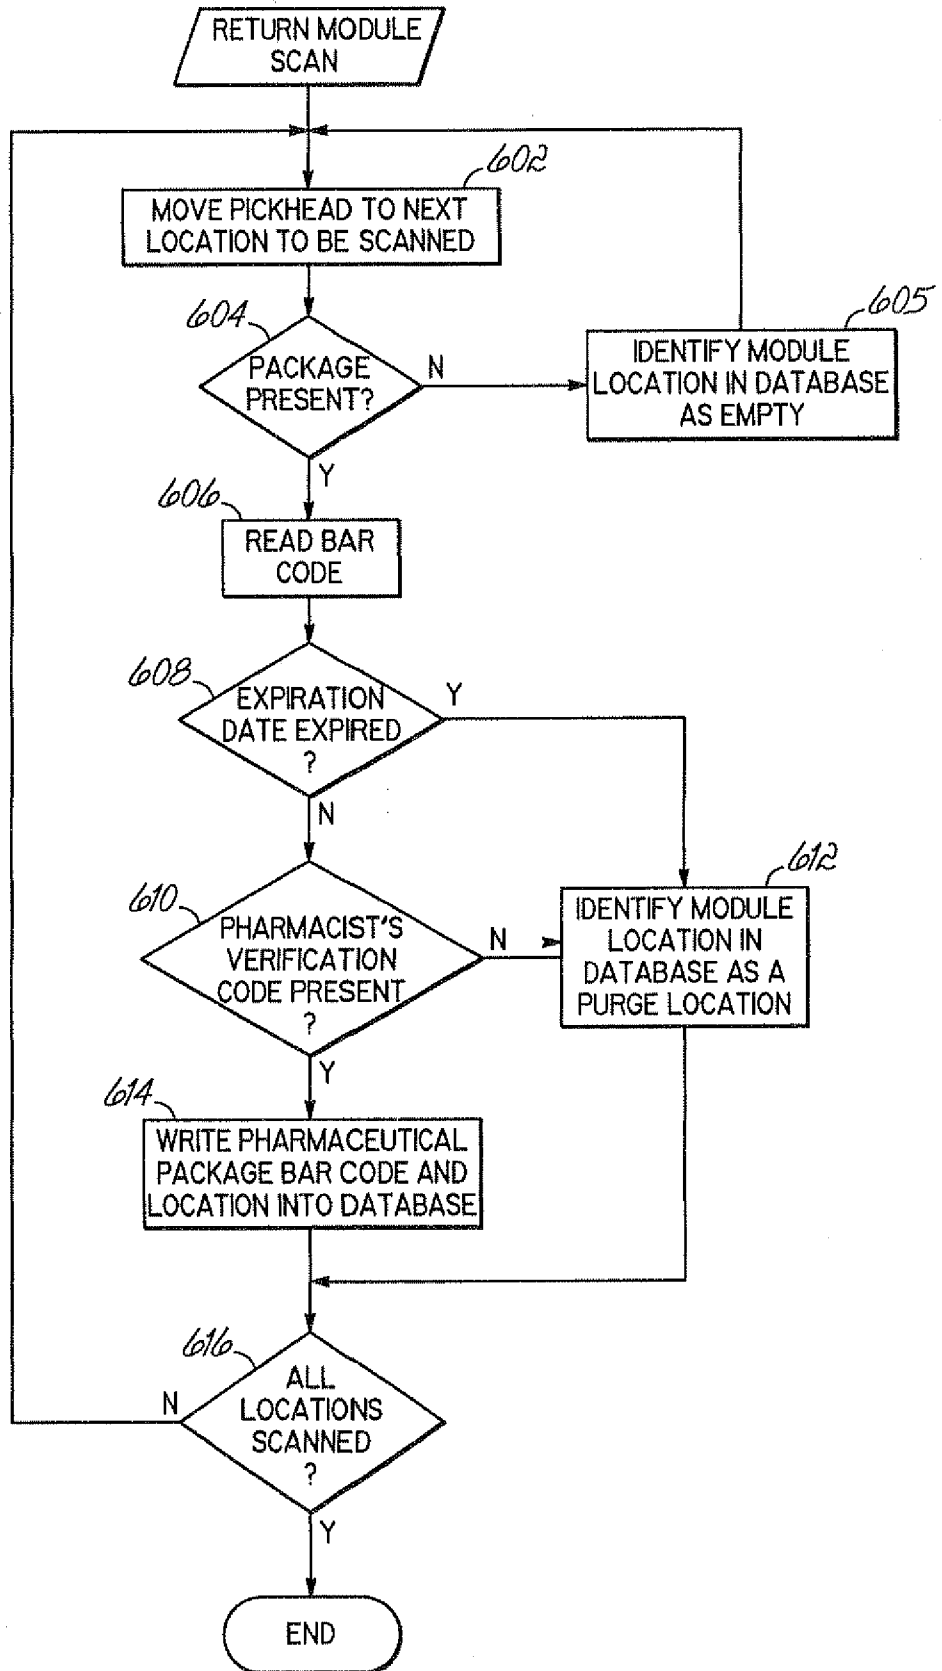 RETURN MODULE
SCAN
602
MOVE PICKHEAD TO NEXT
LOCATION TO BE SCANNED
604
PACKAGE
PRESENT?
N
605
IDENTIFY MODULE
LOCATION IN DATABASE
AS EMPTY
Y
606
READ BAR
CODE
608
EXPIRATION
DATE EXPIRED
?
Y
N
610
PHARMACIST'S
VERIFICATION
CODE PRESENT
?
N
612
IDENTIFY MODULE
LOCATION IN
DATABASE AS A
PURGE LOCATION
Y
614
WRITE PHARMACEUTICAL
PACKAGE BAR CODE AND
LOCATION INTO DATABASE
616
ALL
LOCATIONS
SCANNED
?
N
Y
END